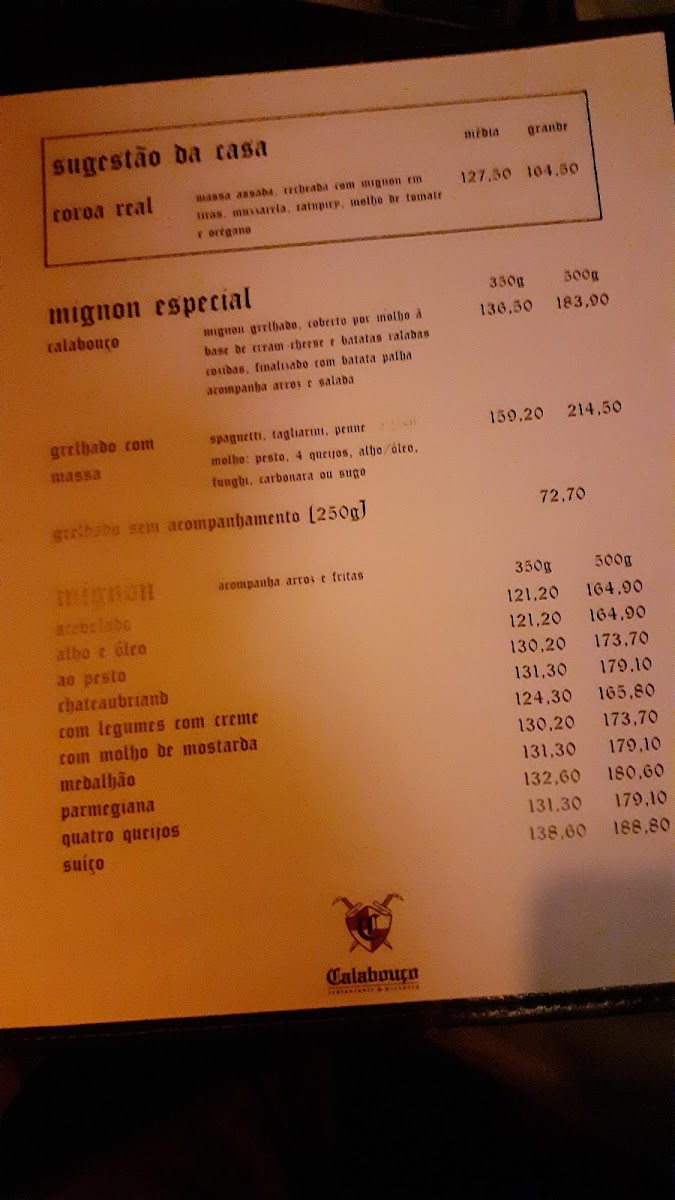 sugestão da casa média grande
coroa real massa assada, recheada com mignon em 127,50 164,50
tiras, mussarela, catupiry, molho de tomate
e orégano
mignon especial 350g 500g
calabouço mignon grelhado, coberto por molho à 136,50 183,90
base de cream-cheese e batatas raladas
cozidas, finalizado com batata palha
acompanha arroz e salada
grelhado com spaguetti, tagliarini, penne 159,20 214,50
massa molho: pesto, 4 queijos, alho/óleo,
funghi, carbonara ou sugo
grelhado sem acompanhamento [250g] 72,70
mignon acompanha arroz e fritas 350g 500g
acebolado 121,20 164,90
alho e óleo 121,20 164,90
ao pesto 130,20 173,70
chateaubriand 131,30 179,10
com legumes com creme 124,30 165,80
com molho de mostarda 130,20 173,70
medalhão 131,30 179,10
parmegiana 132,60 180,60
quatro queijos 131,30 179,10
suíço 138,60 188,80
C
Calabouço